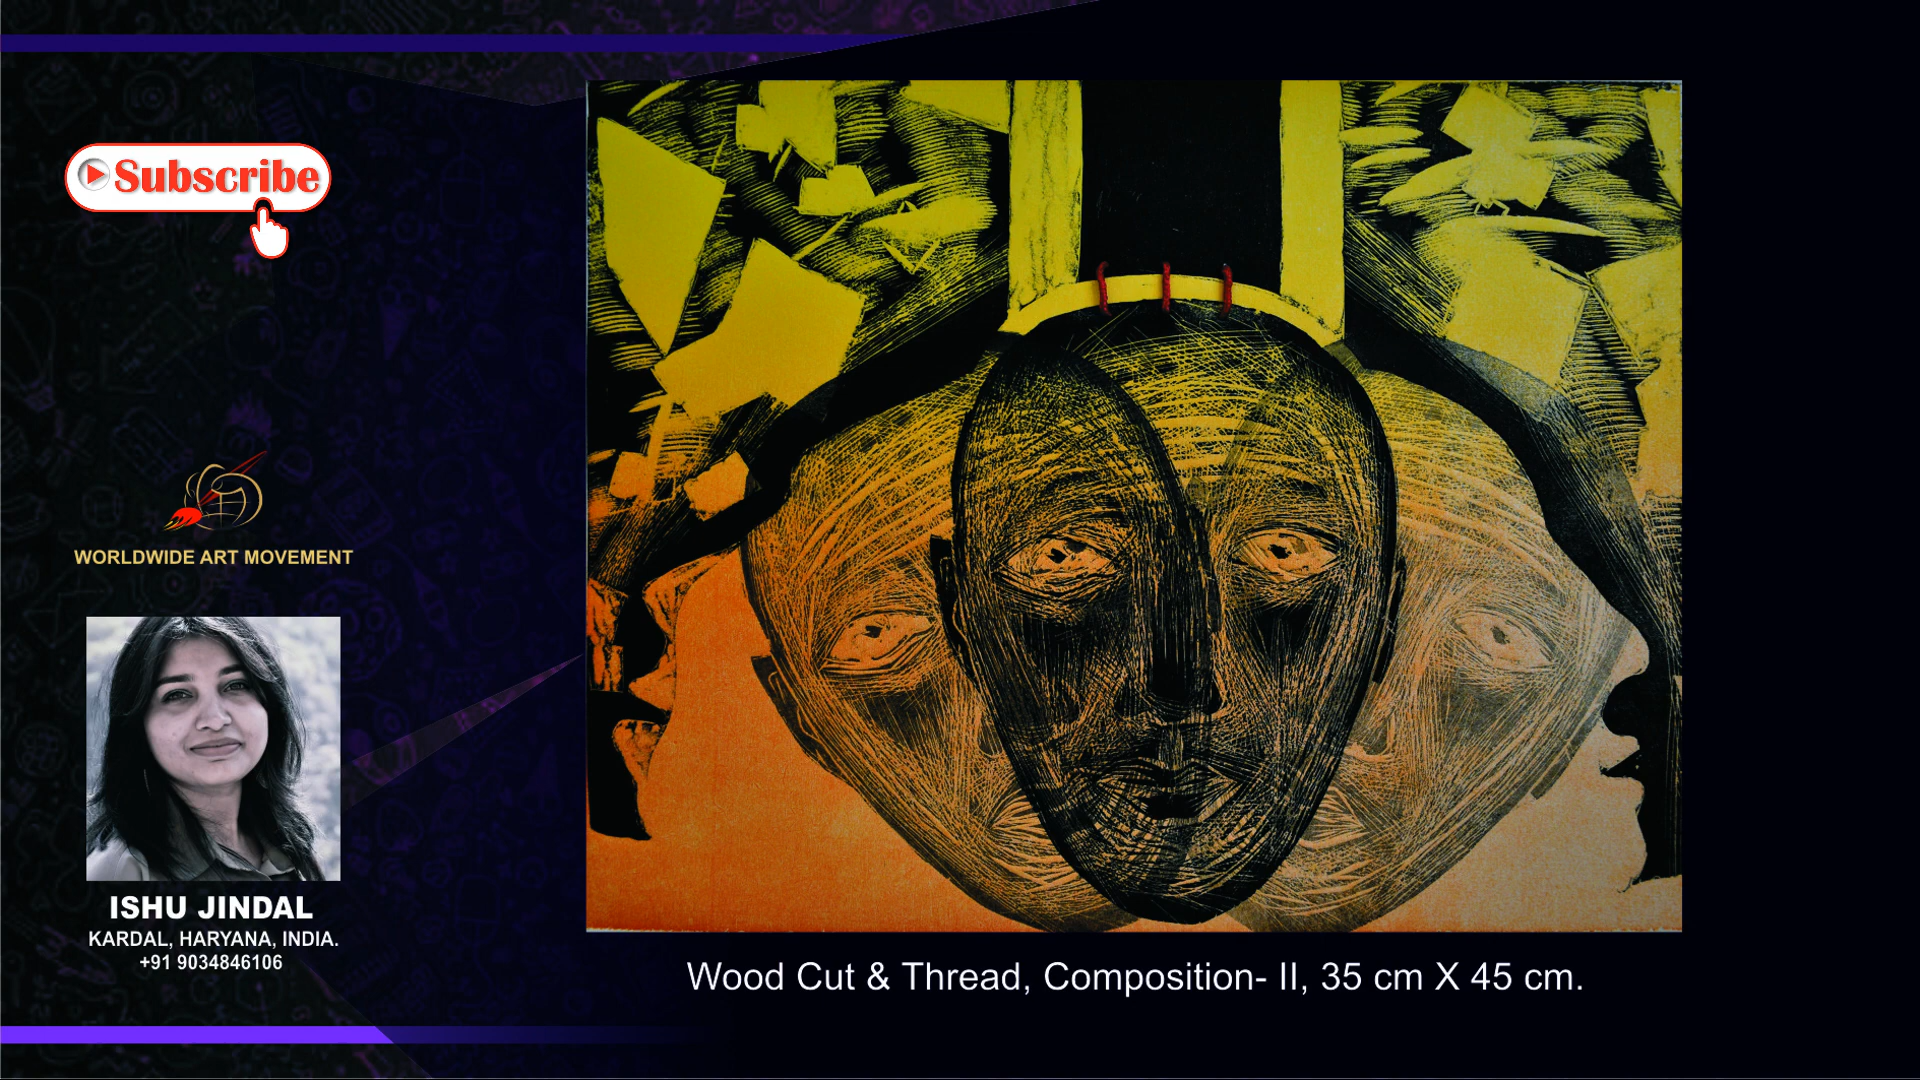 Subscribe
WORLDWIDE ART MOVEMENT
ISHU JINDAL
KARDAL, HARYANA, INDIA.
+91 9034846106
Wood Cut & Thread, Composition- II, 35 cm X 45 cm.